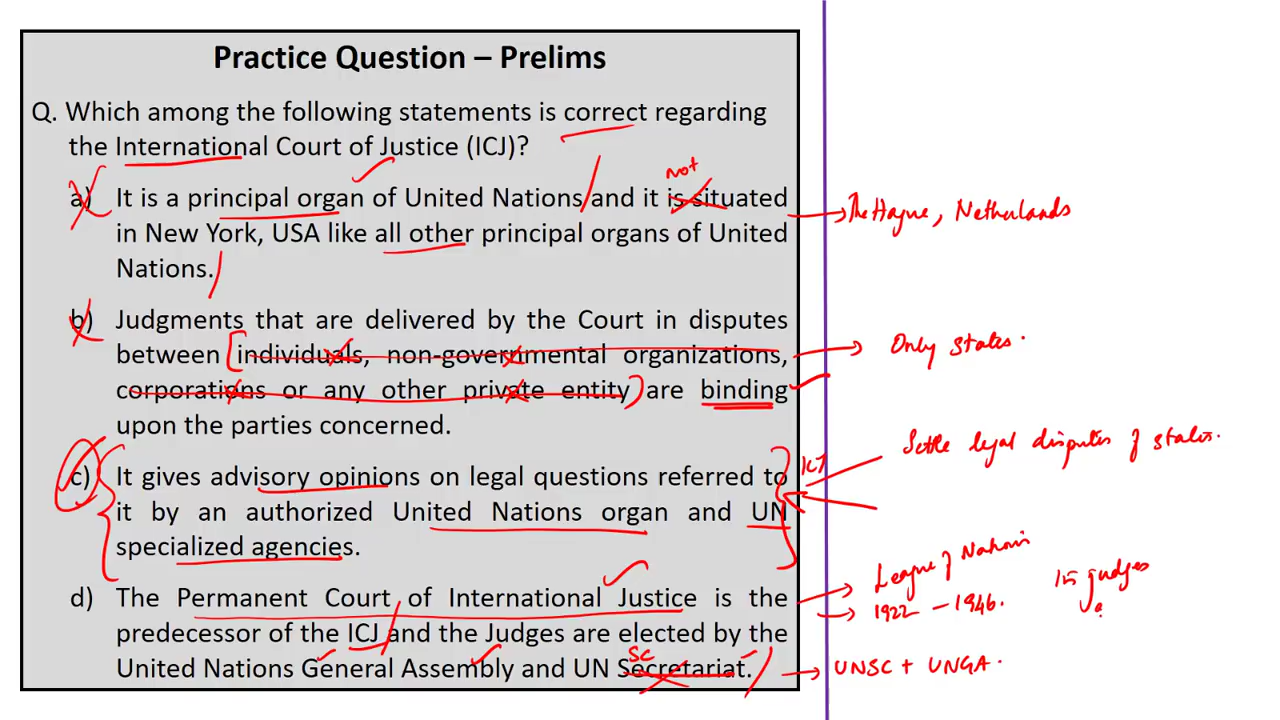 Practice Question – Prelims
Q. Which among the following statements is correct regarding
the International Court of Justice (ICJ)?
not
a) It is a principal organ of United Nations and it is situated
in New York, USA like all other principal organs of United
Nations.
The Hague, Netherlands
b) Judgments that are delivered by the Court in disputes
between individuals, non-governmental organizations,
corporations or any other private entity are binding
upon the parties concerned.
Only states.
c) It gives advisory opinions on legal questions referred to
it by an authorized United Nations organ and UN
specialized agencies.
ICJ
Settle legal disputes of states.
d) The Permanent Court of International Justice is the
predecessor of the ICJ and the Judges are elected by the
SC
United Nations General Assembly and UN Secretariat.
League of Nations
1922 – 1946.
15 judges
UNSC + UNGA.